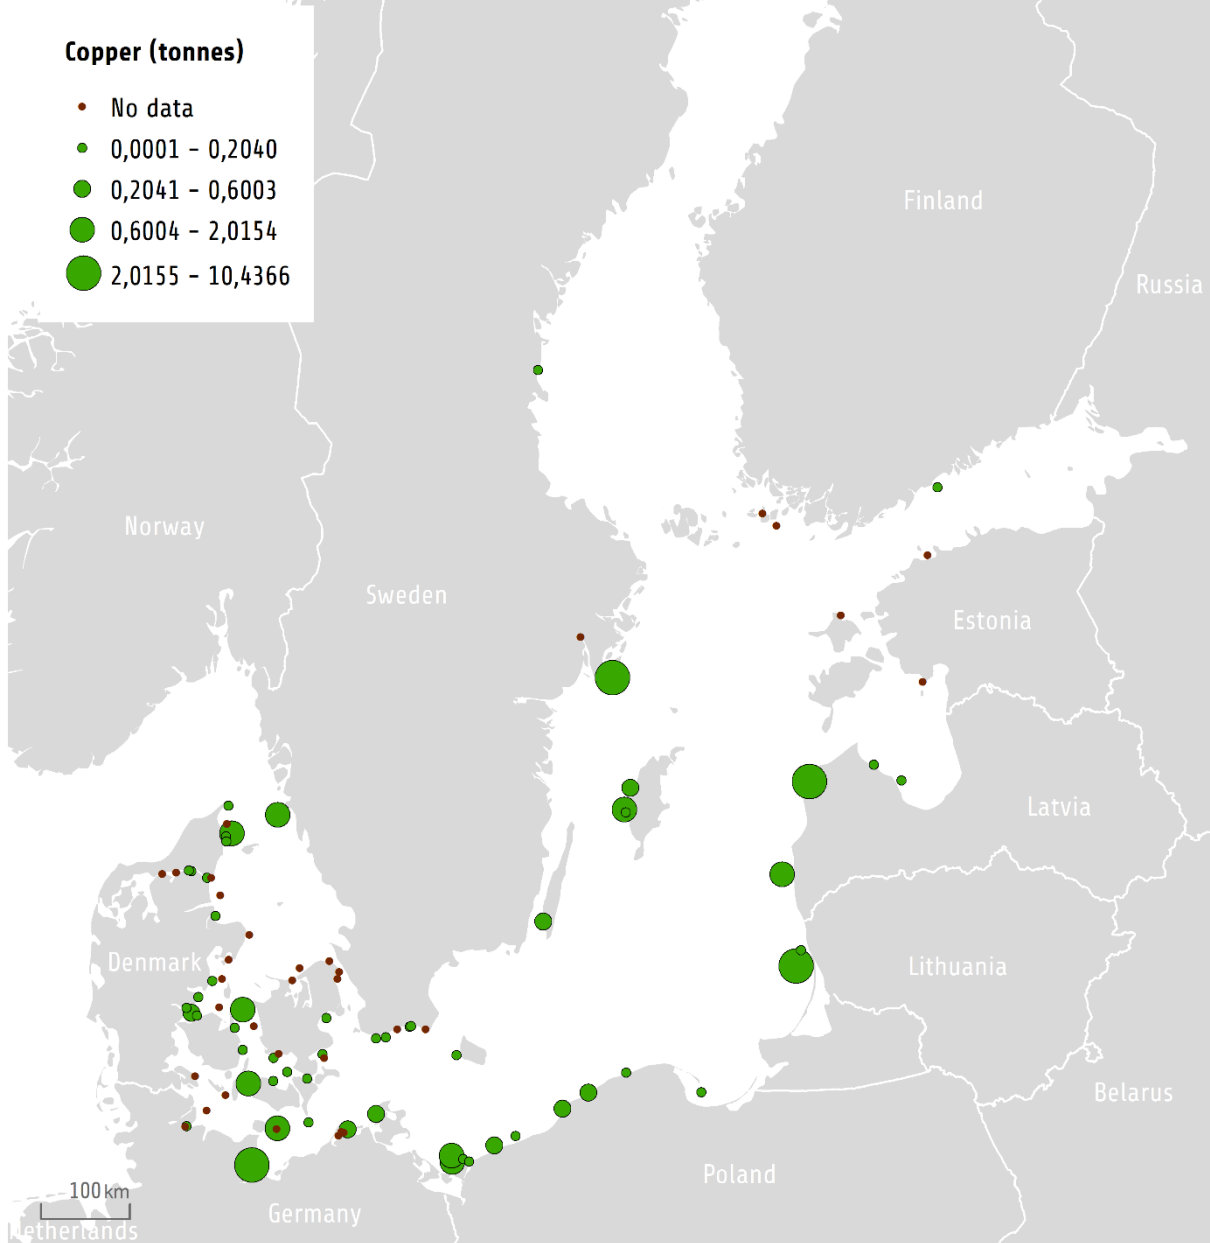 Copper (tonnes)
No data
0,0001 - 0,2040
0,2041 - 0,6003
0,6004 - 2,0154
2,0155 - 10,4366
Finland
Russia
Norway
Sweden
Estonia
Latvia
Denmark
Lithuania
Belarus
Poland
100 km
Germany
etherlands